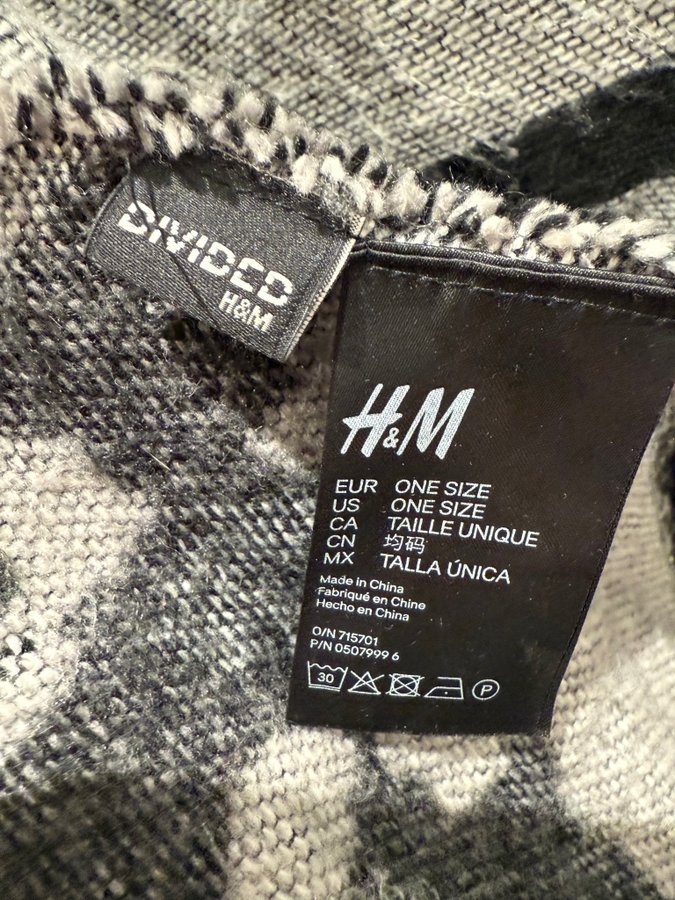 DIVIDED
H&M
H&M
EUR ONE SIZE
US ONE SIZE
CA TAILLE UNIQUE
CN 均码
MX TALLA ÚNICA
Made in China
Fabriqué en Chine
Hecho en China
O/N 715701
P/N 0507999 6
30 P